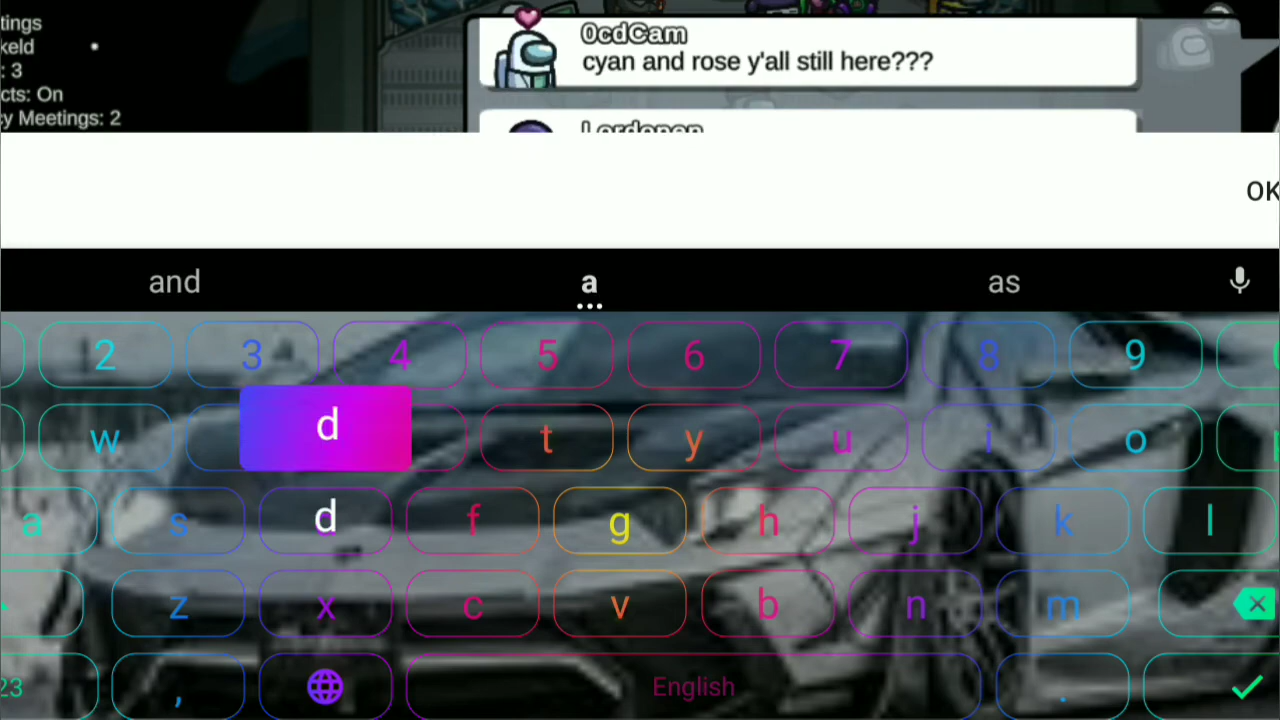 tings
keld
: 3
cts: On
cy Meetings: 2
0cdCam
cyan and rose y'all still here???
OK
and a as
2 3 4 5 6 7 8 9
d
w t y u i o
a s d f g h j k l
z x c v b n m
23 , English .